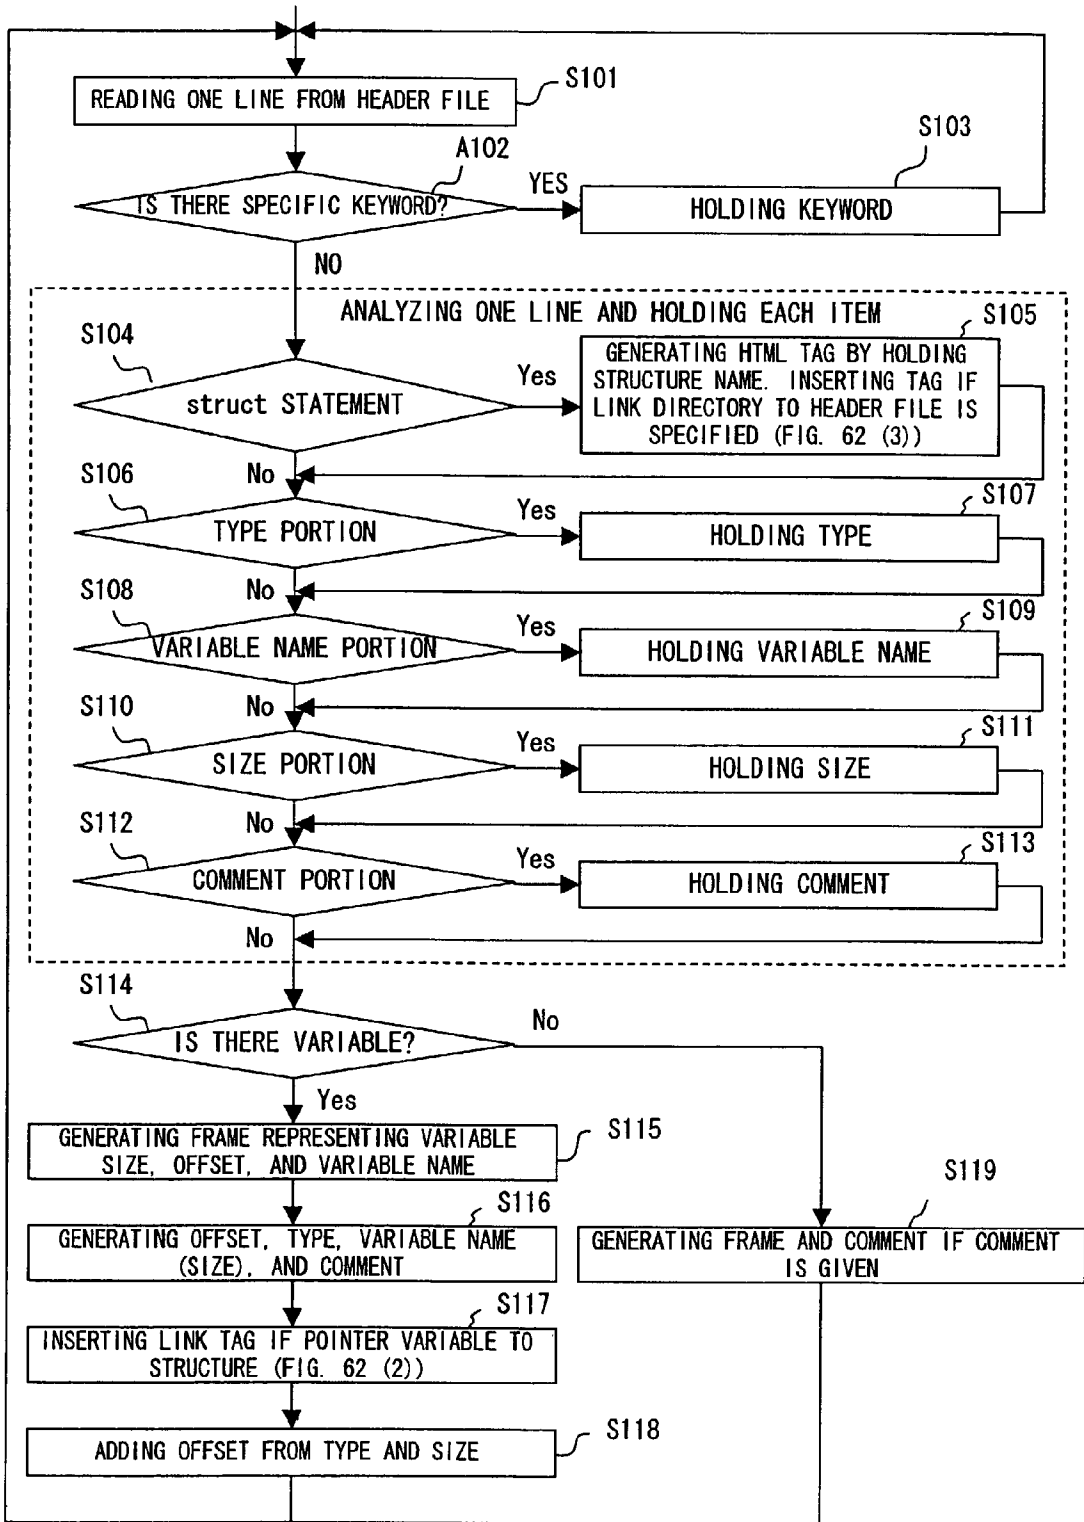 S101
READING ONE LINE FROM HEADER FILE
A102
S103
IS THERE SPECIFIC KEYWORD?
YES
HOLDING KEYWORD
NO
ANALYZING ONE LINE AND HOLDING EACH ITEM
S104
S105
struct STATEMENT
Yes
GENERATING HTML TAG BY HOLDING
STRUCTURE NAME. INSERTING TAG IF
LINK DIRECTORY TO HEADER FILE IS
SPECIFIED (FIG. 62 (3))
No
S106
S107
TYPE PORTION
Yes
HOLDING TYPE
No
S108
S109
VARIABLE NAME PORTION
Yes
HOLDING VARIABLE NAME
No
S110
S111
SIZE PORTION
Yes
HOLDING SIZE
No
S112
S113
COMMENT PORTION
Yes
HOLDING COMMENT
No
S114
IS THERE VARIABLE?
No
Yes
S115
GENERATING FRAME REPRESENTING VARIABLE
SIZE, OFFSET, AND VARIABLE NAME
S116
GENERATING OFFSET, TYPE, VARIABLE NAME
(SIZE), AND COMMENT
S119
GENERATING FRAME AND COMMENT IF COMMENT
IS GIVEN
S117
INSERTING LINK TAG IF POINTER VARIABLE TO
STRUCTURE (FIG. 62 (2))
S118
ADDING OFFSET FROM TYPE AND SIZE